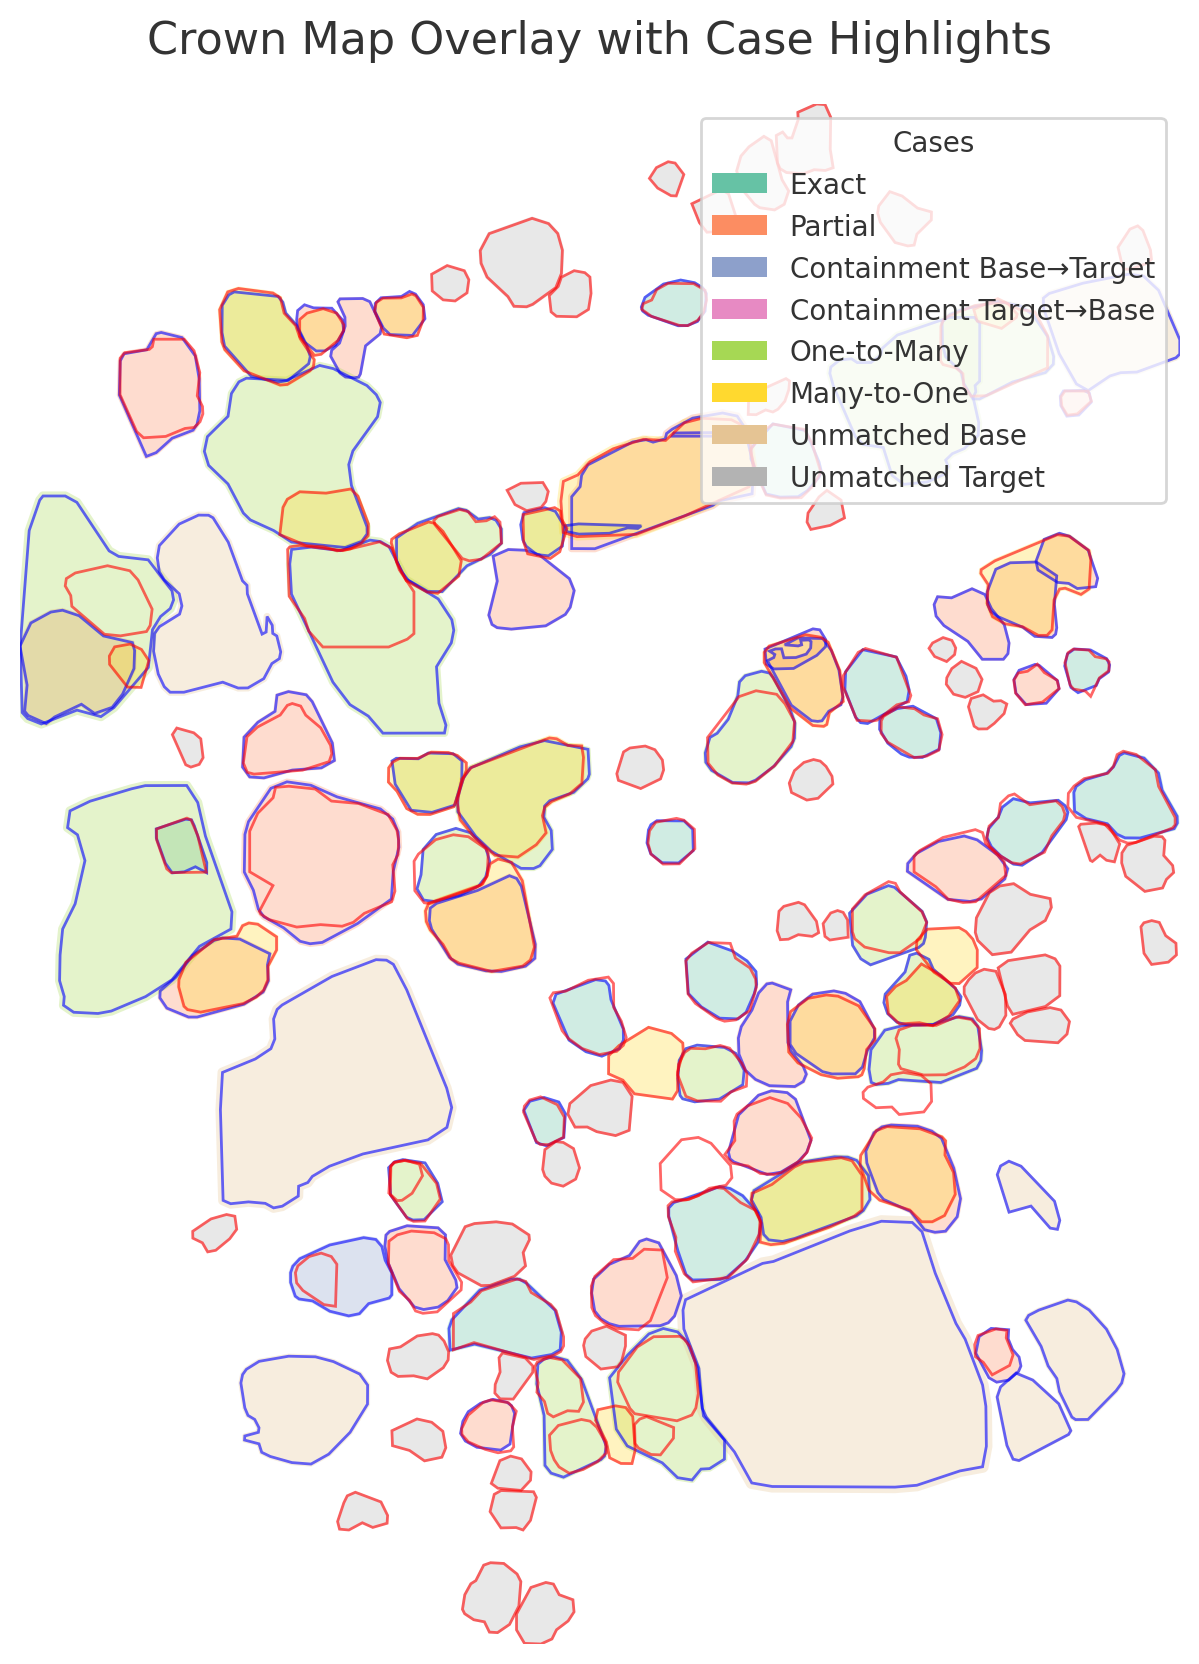 Crown Map Overlay with Case Highlights
Cases
Exact
Partial
Containment Base→Target
Containment Target→Base
One-to-Many
Many-to-One
Unmatched Base
Unmatched Target